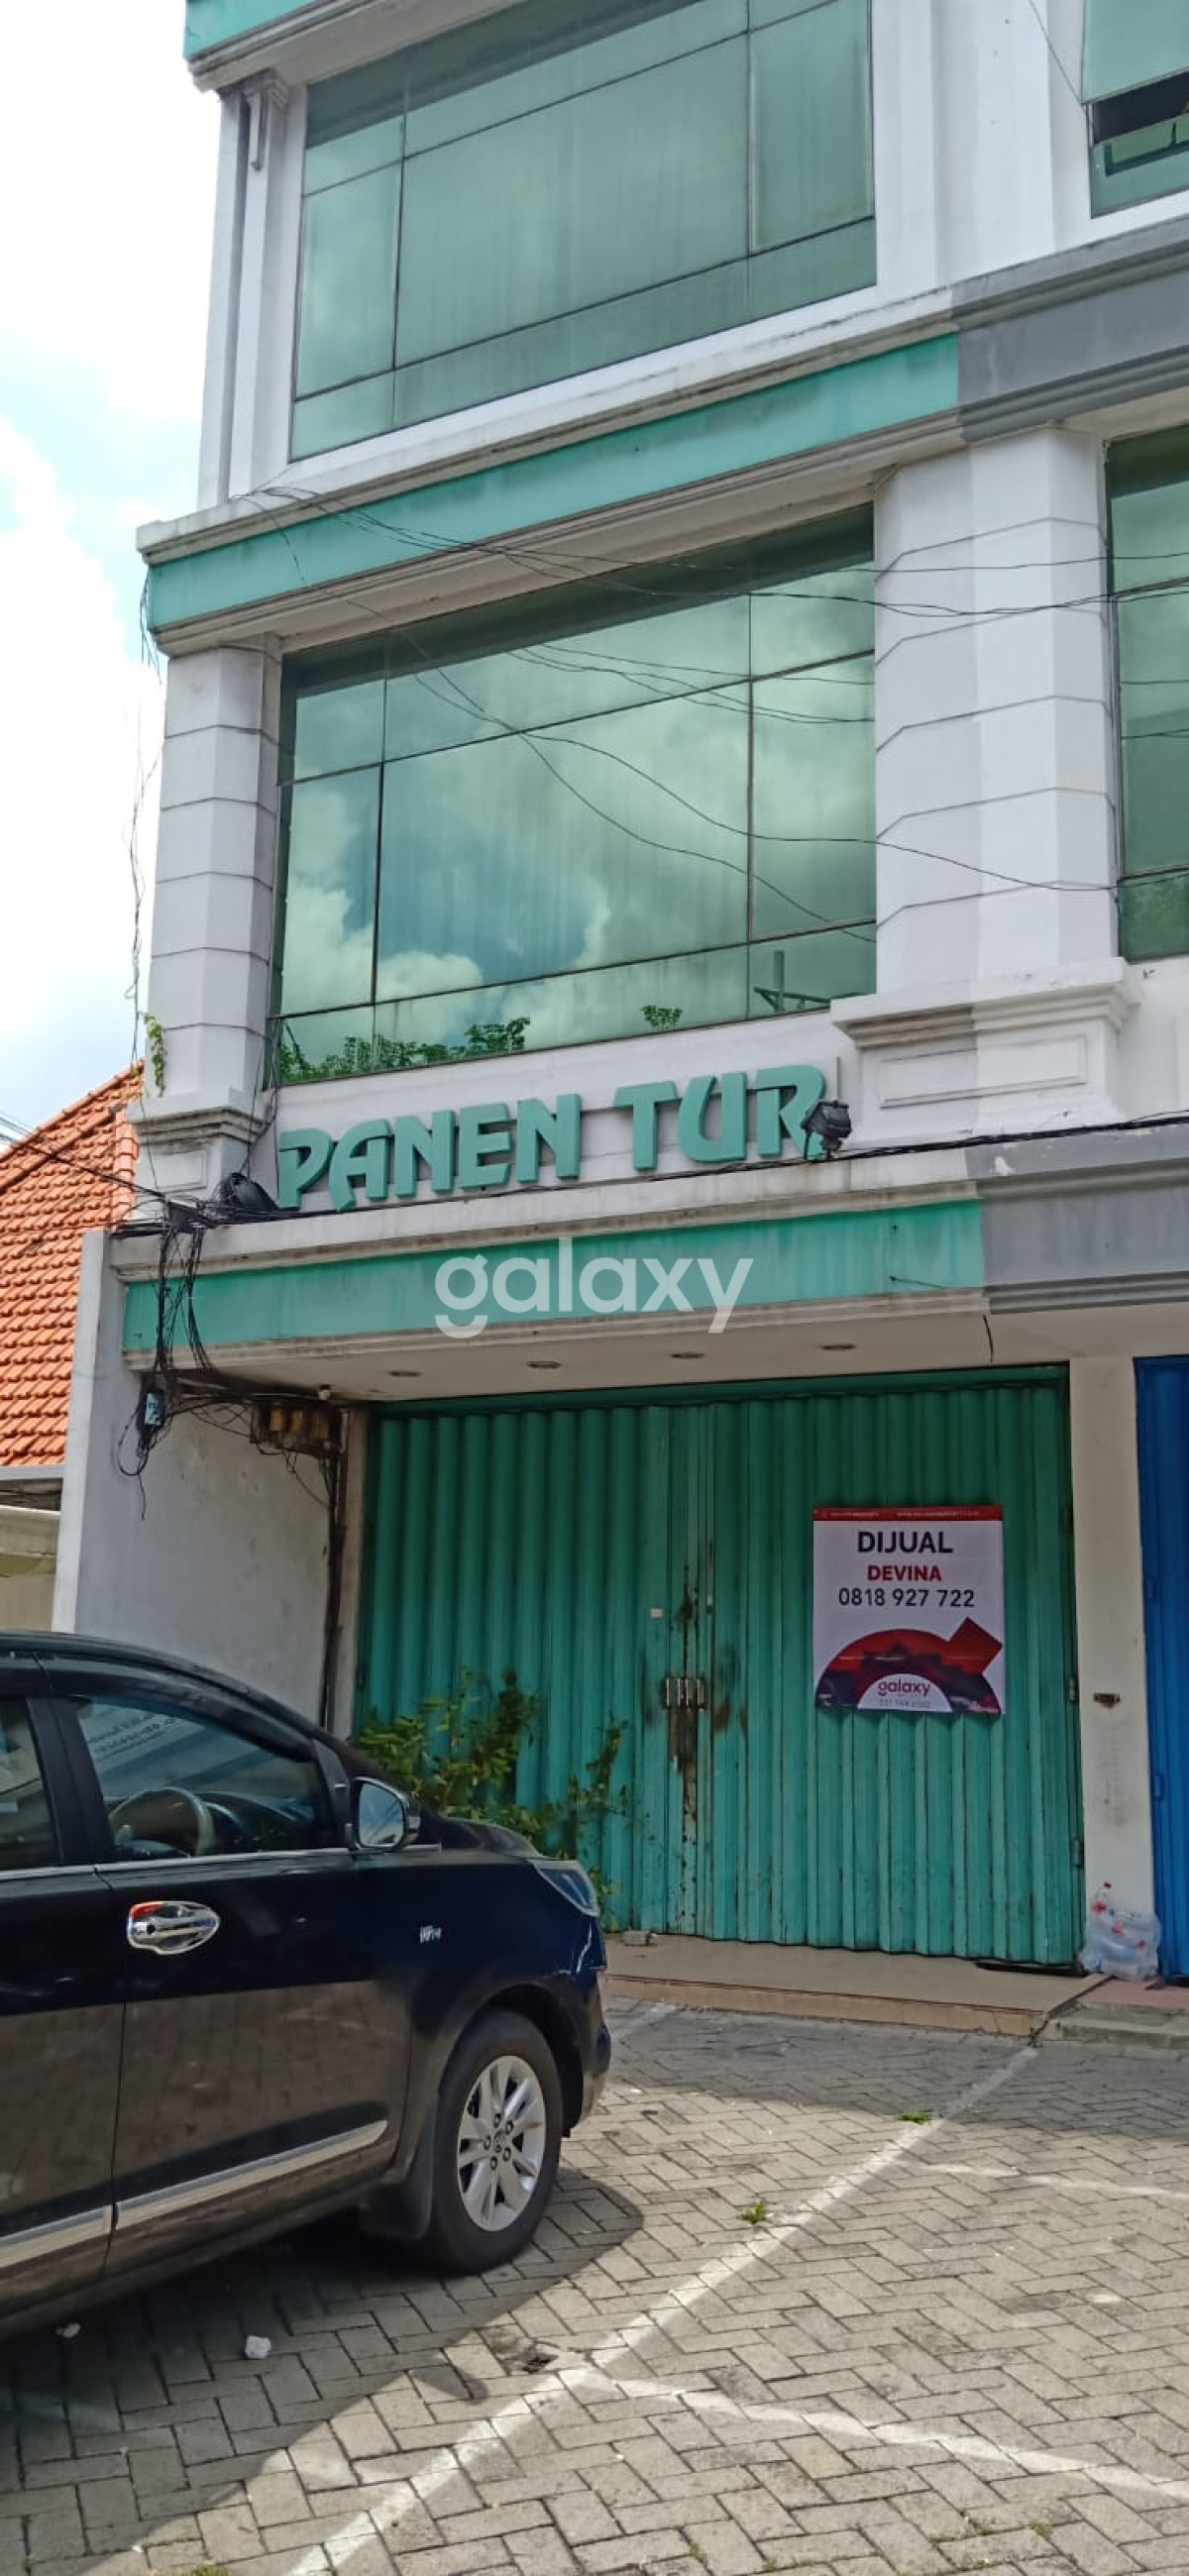 PANEN TUR
galaxy
DIJUAL
DEVINA
0818 927 722
galaxy